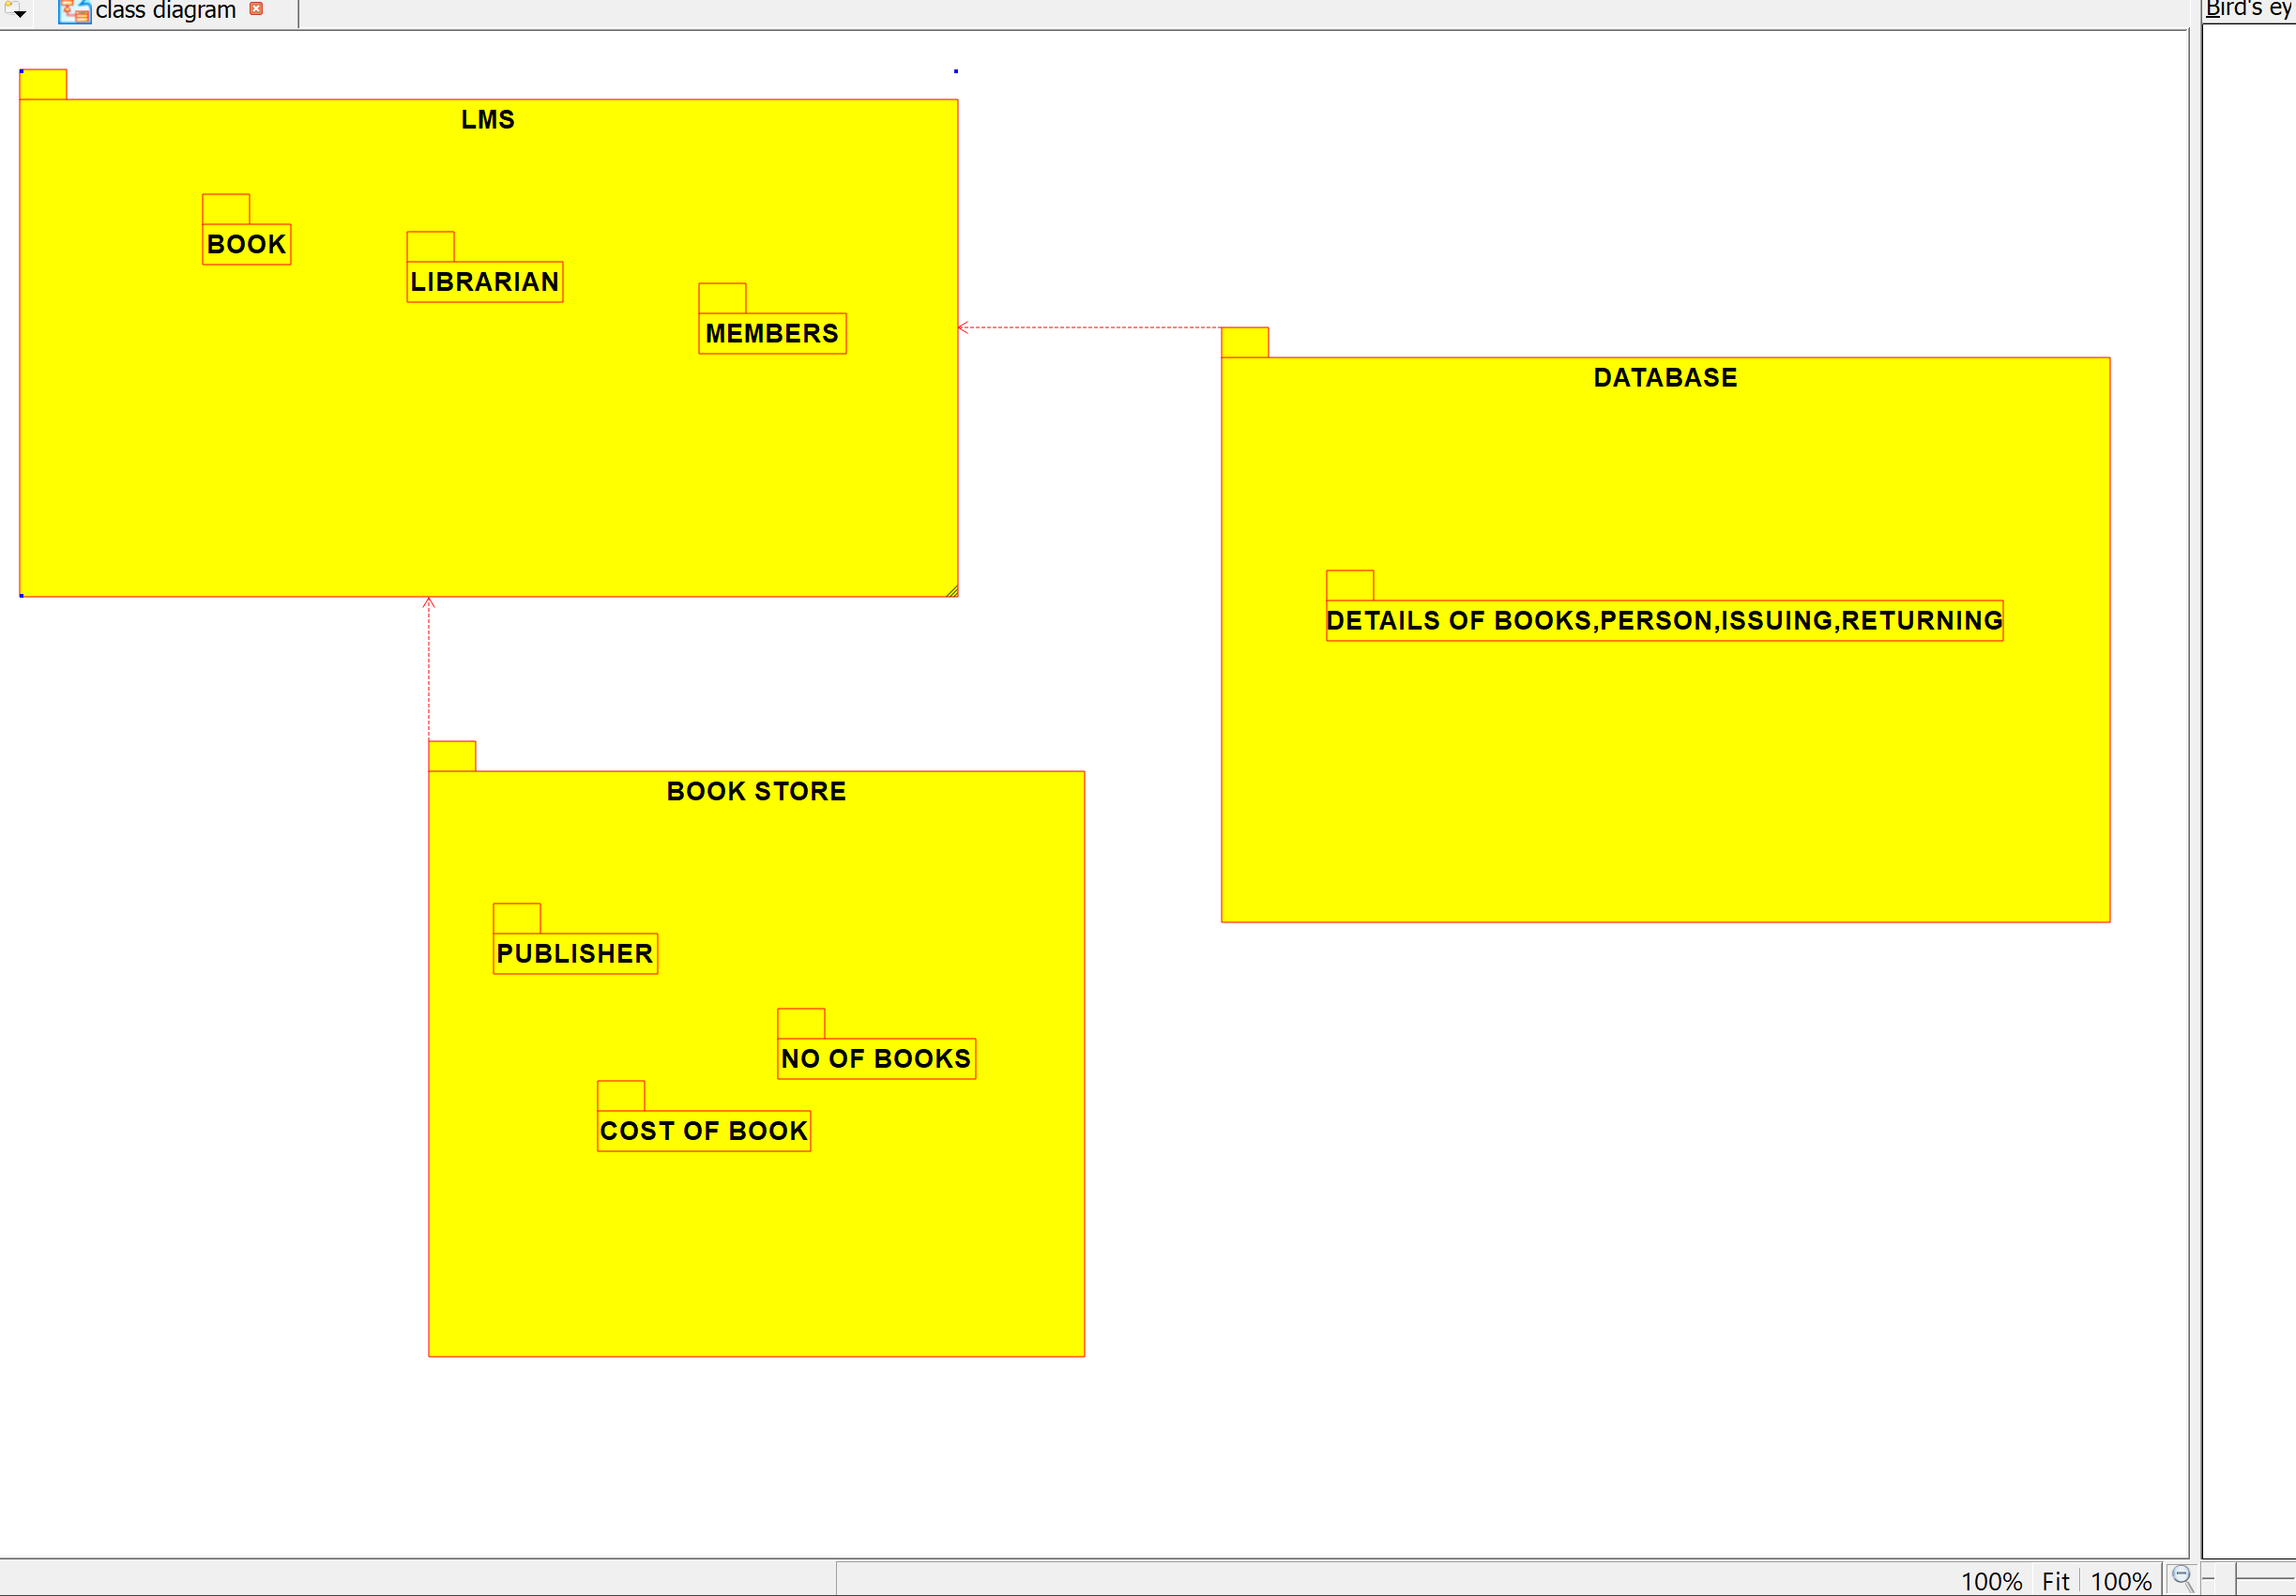 class diagram
Bird's ey
LMS
BOOK
LIBRARIAN
MEMBERS
DATABASE
DETAILS OF BOOKS,PERSON,ISSUING,RETURNING
BOOK STORE
PUBLISHER
NO OF BOOKS
COST OF BOOK
100% Fit 100%